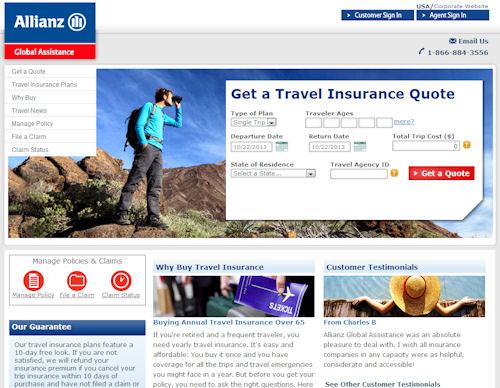 USA/Corporate Website
Customer Sign In
Agent Sign In
Allianz
Global Assistance
Email Us
1-866-884-3556
Get a Quote
Travel Insurance Plans
Why Buy
Travel News
Manage Policy
File a Claim
Claim Status
Get a Travel Insurance Quote
Type of Plan
Traveler Ages
Single Trip
more?
Departure Date
Return Date
Total Trip Cost ($)
10/22/2013
10/22/2013
0
State of Residence
Travel Agency ID
Select a State...
Get a Quote
Manage Policies & Claims
Manage Policy
File a Claim
Claim Status
Our Guarantee
Our travel insurance plans feature a
10-day free look. If you are not
satisfied, we will refund your
insurance premium if you cancel your
trip insurance within 10 days of
purchase and have not filed a claim or
Why Buy Travel Insurance
TICKETS
Buying Annual Travel Insurance Over 65
If you're retired and a frequent traveler, you
need yearly travel insurance. It's easy and
affordable: You buy it once and you have
coverage for all the trips and travel emergencies
you might face in a year. But before you get your
policy, you need to ask the right questions. Here
Customer Testimonials
From Charles B
Allianz Global Assistance was an absolute
pleasure to deal with. I wish all insurance
companies in any capacity were as helpful,
considerate and accessible!
See Other Customer Testimonials